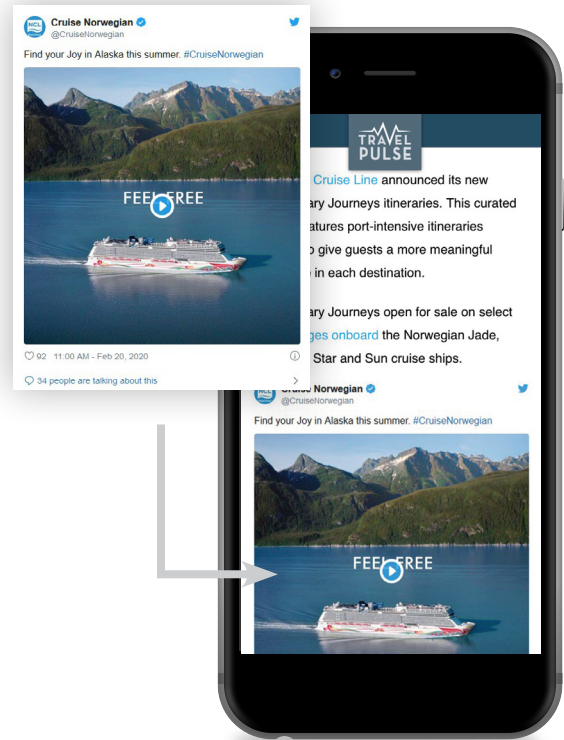 NCL
Cruise Norwegian
@CruiseNorwegian
Find your Joy in Alaska this summer. #CruiseNorwegian
FEEL FREE
92 11:00 AM - Feb 20, 2020
34 people are talking about this
TRAVEL
PULSE
Cruise Line announced its new
ary Journeys itineraries. This curated
atures port-intensive itineraries
o give guests a more meaningful
in each destination.
ary Journeys open for sale on select
ges onboard the Norwegian Jade,
Star and Sun cruise ships.
NCL
Cruise Norwegian
@CruiseNorwegian
Find your Joy in Alaska this summer. #CruiseNorwegian
FEEL FREE